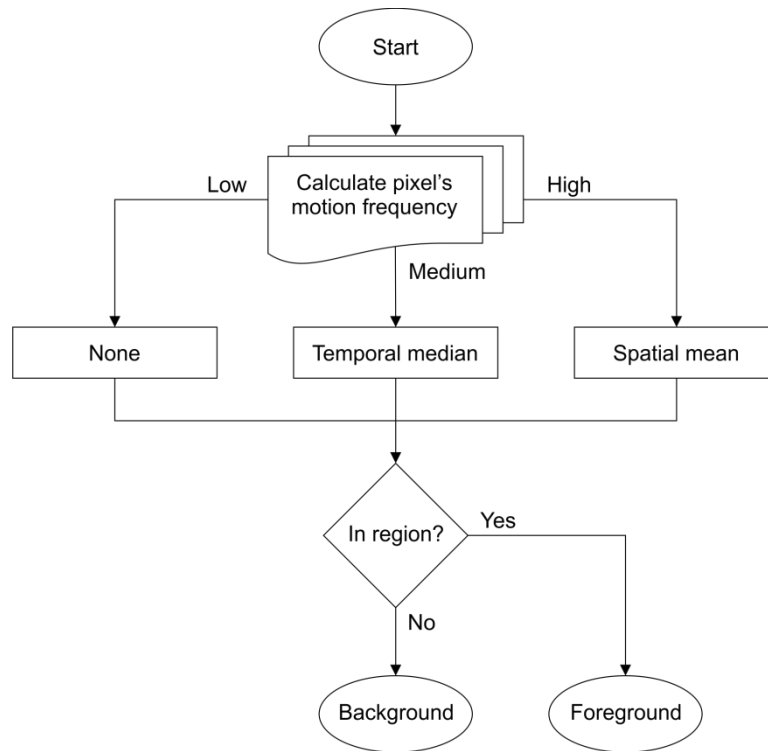 Start
Low
Calculate pixel’s
motion frequency
High
Medium
None
Temporal median
Spatial mean
In region?
Yes
No
Background
Foreground